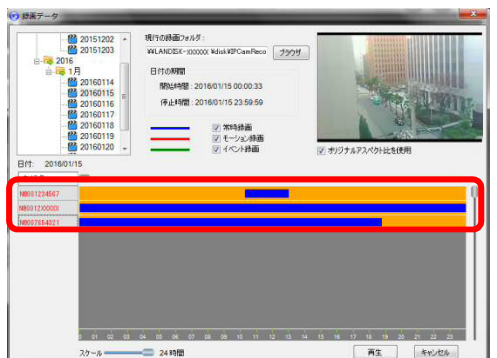 録画データ
20151202
20151203
2016
1月
20160114
20160115
20160116
20160117
20160118
20160119
20160120
現行の録画フォルダ:
ブラウザ
日付の期間
開始時間 : 2016/01/15 00:00:33
停止時間 : 2016/01/15 23:59:59
常時録画
モーション録画
イベント録画
オリジナルアスペクト比を使用
日付: 2016/01/15
NB001234567
NB0012XXXXX
NB007654321
0 01 02 03 04 05 06 07 08 09 10 11 12 13 14 15 16 17 18 19 20 21 22 23
スケール 24 時間
再生 キャンセル